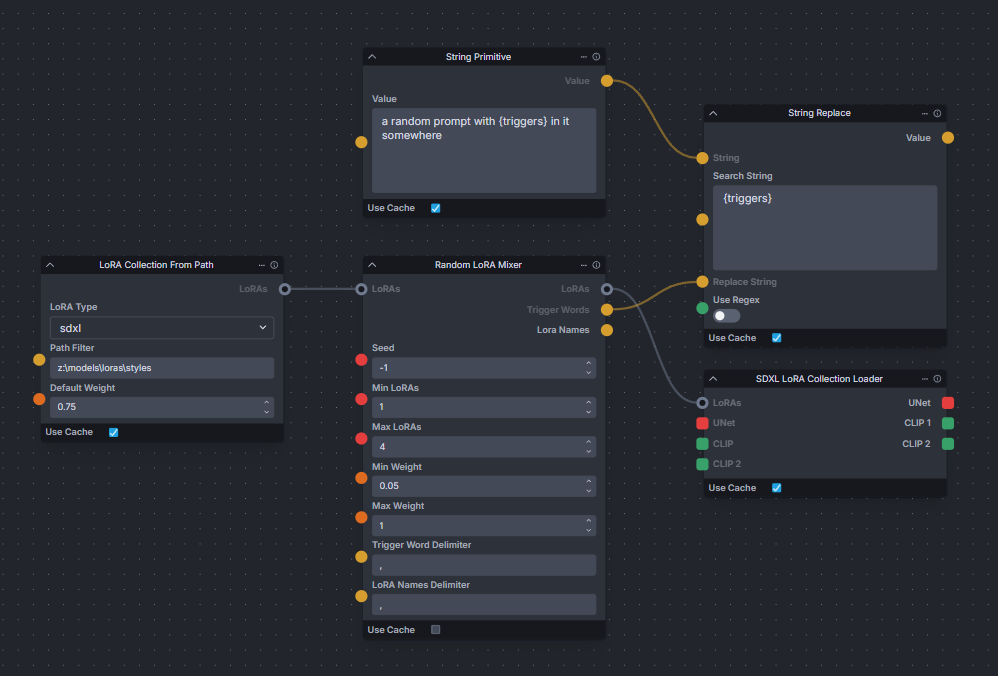 String Primitive
Value
Value
a random prompt with {triggers} in it
somewhere
Use Cache
String Replace
Value
String
Search String
{triggers}
Replace String
Use Regex
Use Cache
LoRA Collection From Path
LoRAs
LoRA Type
sdxl
Path Filter
z:\models\loras\styles
Default Weight
0.75
Use Cache
Random LoRA Mixer
LoRAs LoRAs
Trigger Words
Lora Names
Seed
-1
Min LoRAs
1
Max LoRAs
4
Min Weight
0.05
Max Weight
1
Trigger Word Delimiter
,
LoRA Names Delimiter
,
Use Cache
SDXL LoRA Collection Loader
LoRAs UNet
UNet CLIP 1
CLIP CLIP 2
CLIP 2
Use Cache